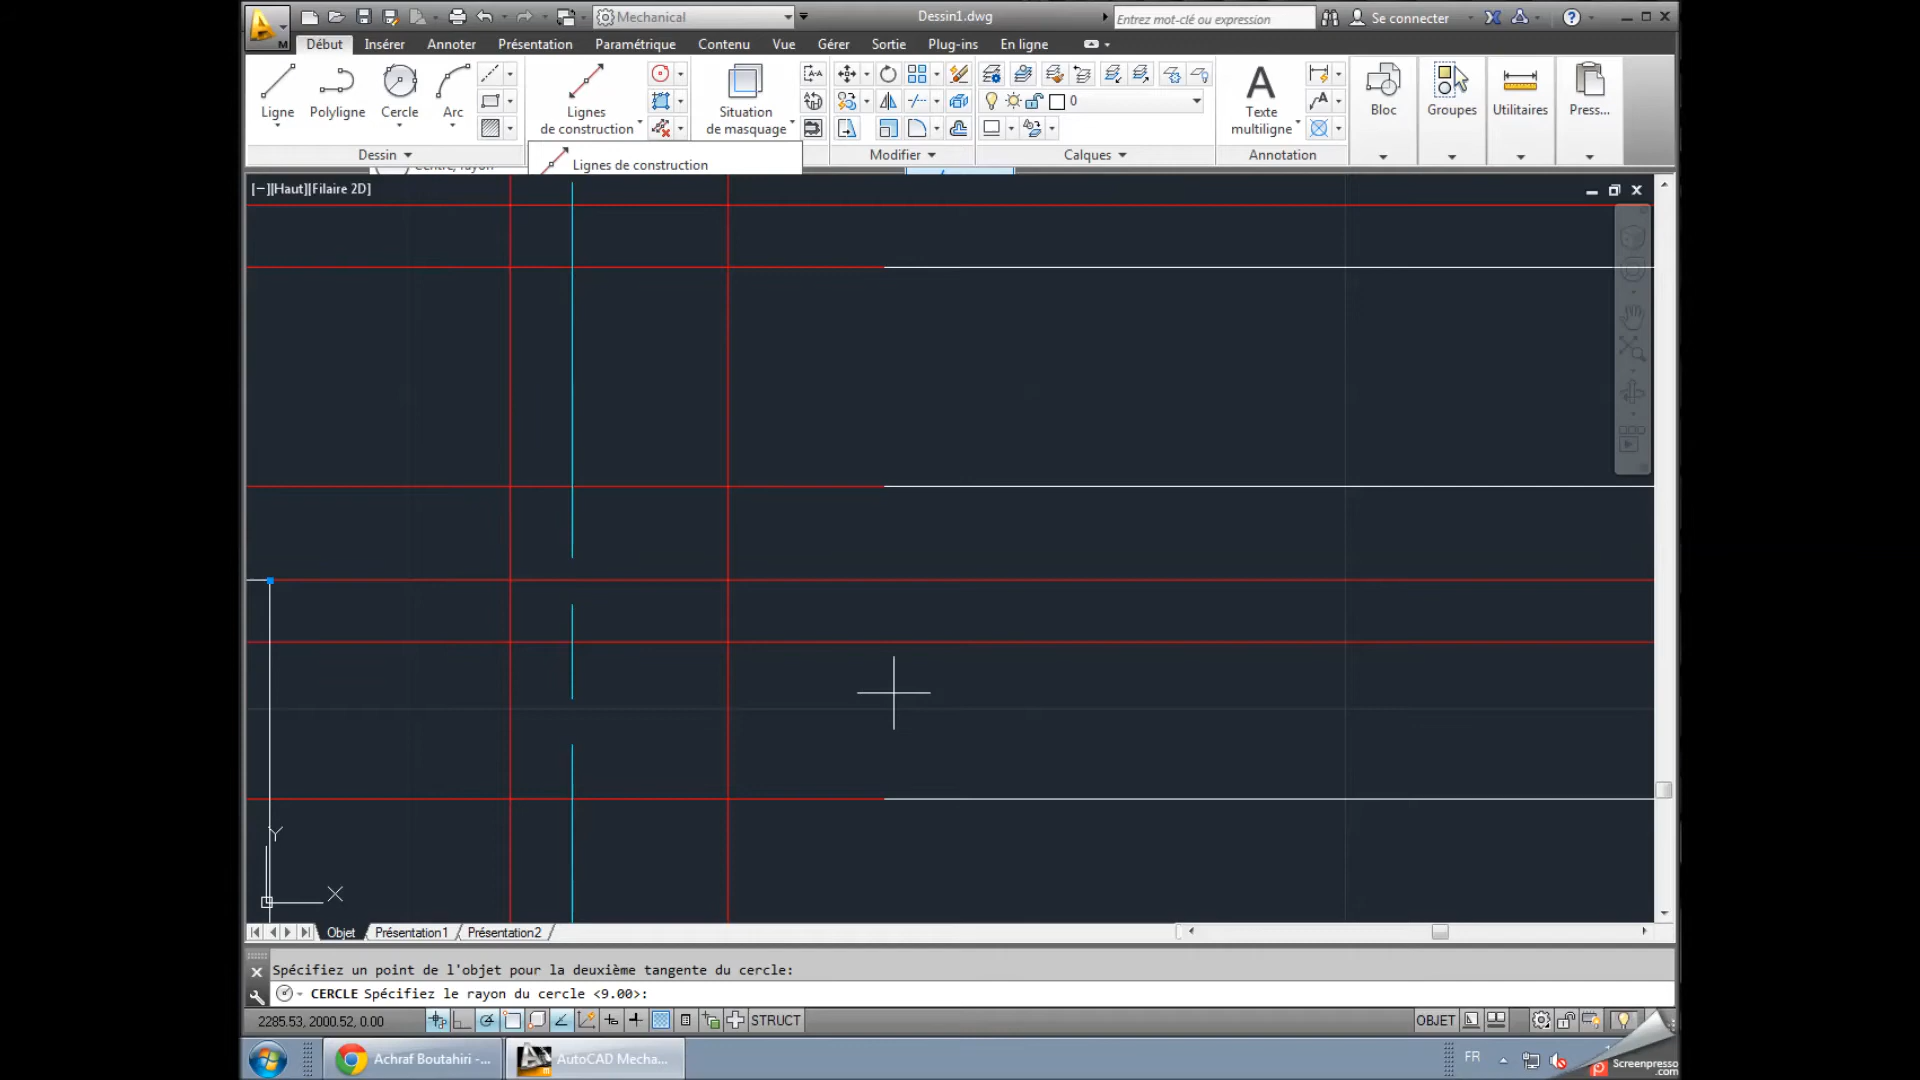 Mechanical
Dessin1.dwg
Entrez mot-clé ou expression
Se connecter
M
Début
Insérer
Annoter
Présentation
Paramétrique
Contenu
Vue
Gérer
Sortie
Plug-ins
En ligne
Ligne
Polyligne
Cercle
Arc
Lignes
de construction
Situation
de masquage
0
A
Texte
multiligne
Bloc
Groupes
Utilitaires
Press...
Dessin
Modifier
Calques
Annotation
Centre, rayon
Lignes de construction
[−][Haut][Filaire 2D]
Y
X
Objet
Présentation1
Présentation2
Spécifiez un point de l'objet pour la deuxième tangente du cercle:
CERCLE Spécifiez le rayon du cercle <9.00>:
2285.53, 2000.52, 0.00
STRUCT
OBJET
Achraf Boutahiri -...
AutoCAD Mecha...
FR
Screenpresso
.com